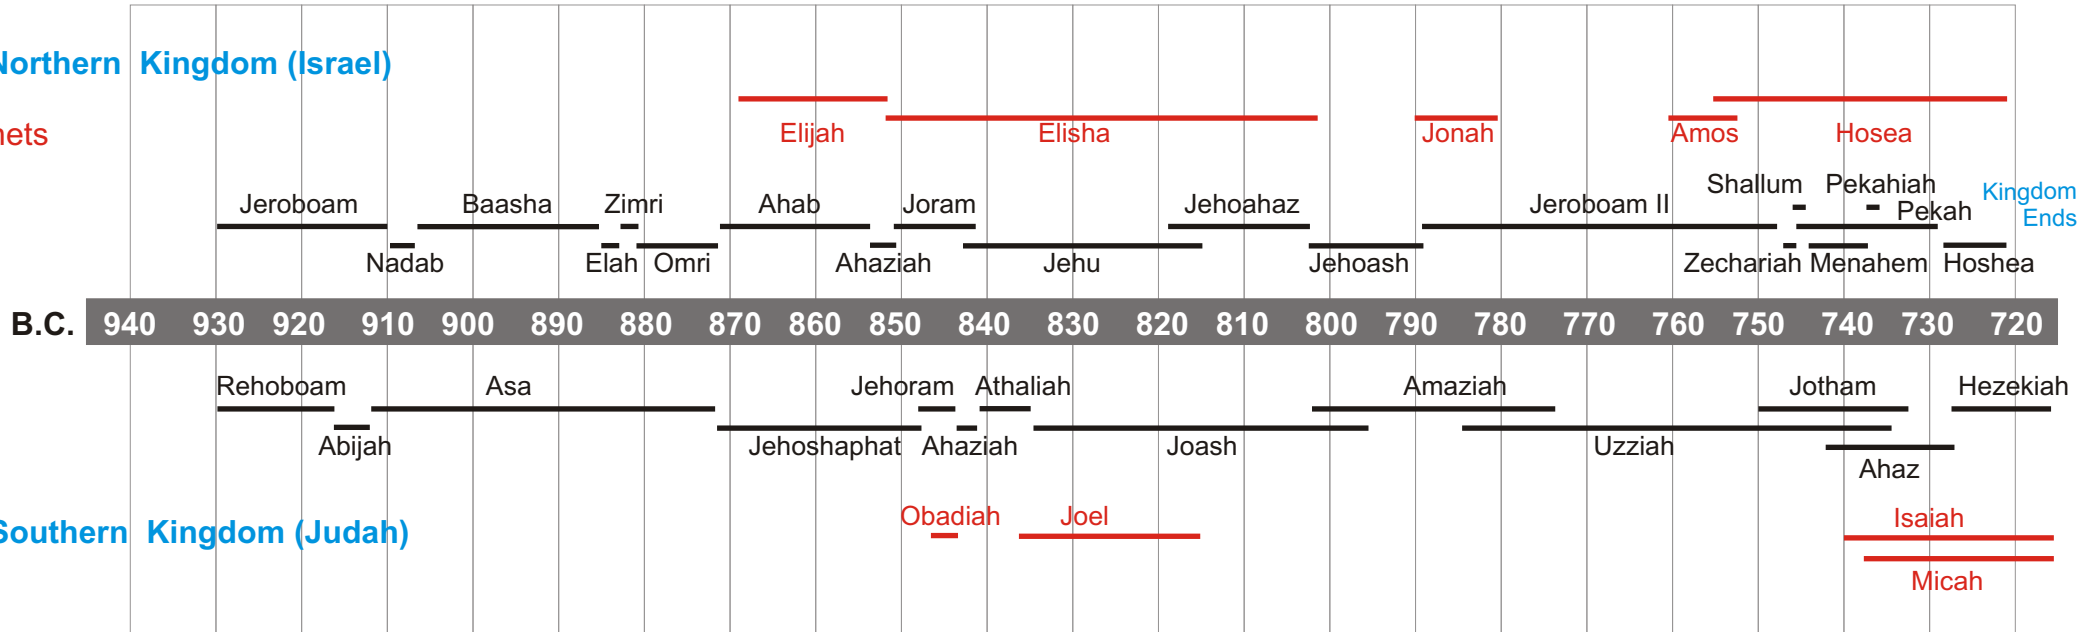 Northern Kingdom (Israel)
Elijah Elisha Jonah Amos Hosea
Shallum Pekahiah
Kingdom
Ends
Jeroboam Baasha Zimri Ahab Joram Jehoahaz Jeroboam II Pekah
Nadab Elah Omri Ahaziah Jehu Jehoash Zechariah Menahem Hoshea
B.C. 940 930 920 910 900 890 880 870 860 850 840 830 820 810 800 790 780 770 760 750 740 730 720
Rehoboam Asa Jehoram Athaliah Amaziah Jotham Hezekiah
Abijah Jehoshaphat Ahaziah Joash Uzziah
Ahaz
Obadiah Joel Isaiah
Southern Kingdom (Judah)
Micah